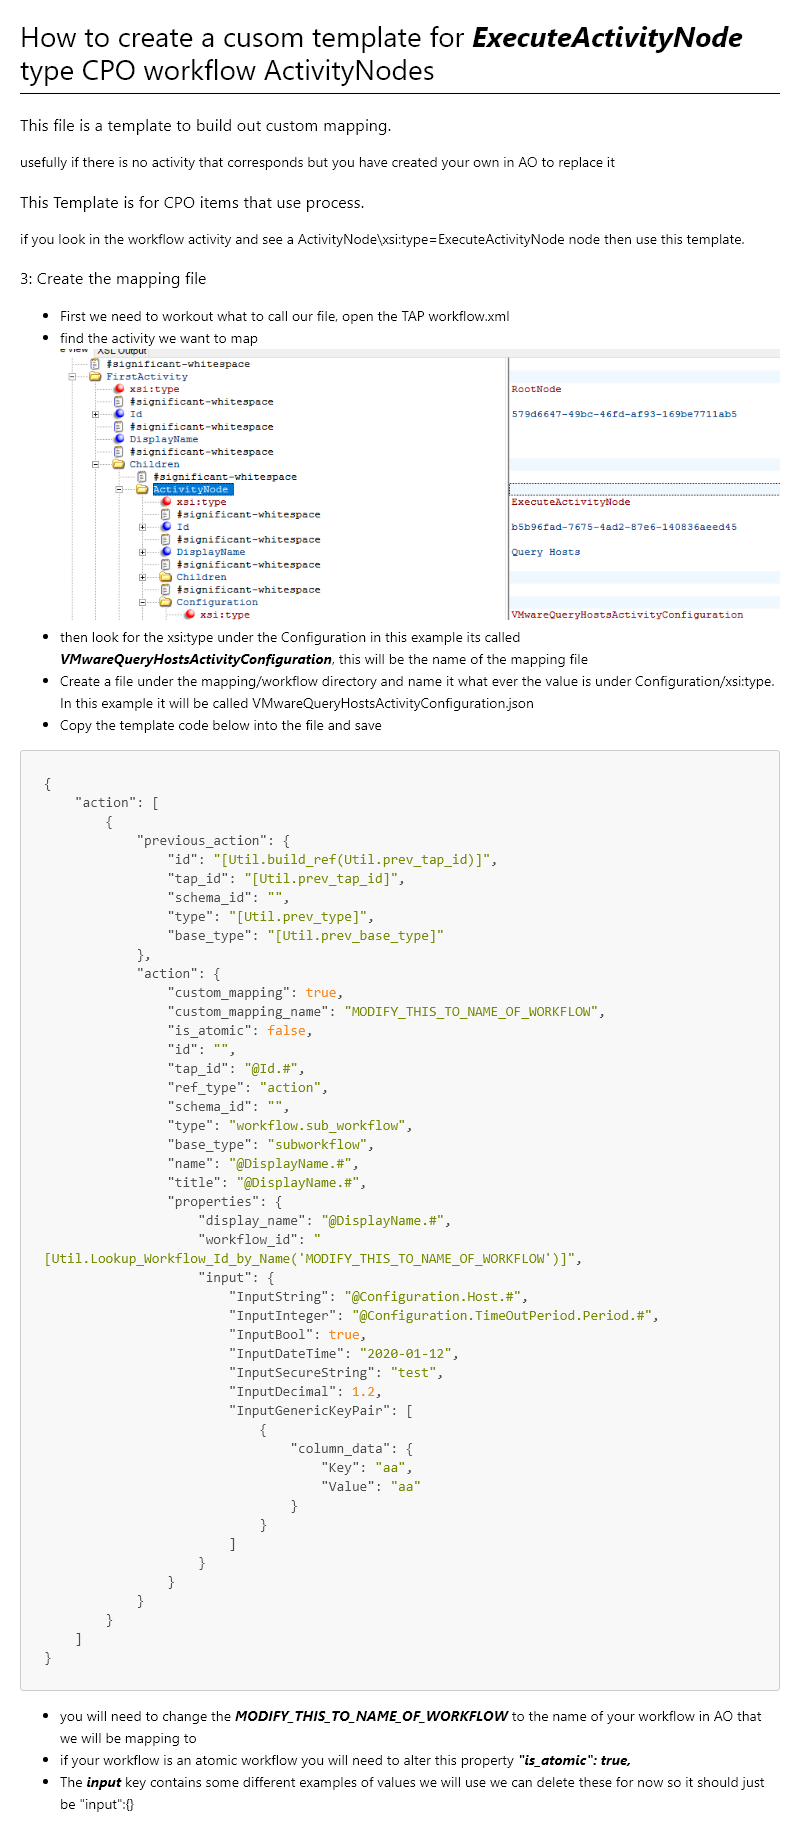 How to create a cusom template for ExecuteActivityNode
type CPO workflow ActivityNodes
This file is a template to build out custom mapping.
usefully if there is no activity that corresponds but you have created your own in AO to replace it
This Template is for CPO items that use process.
if you look in the workflow activity and see a ActivityNode\xsi:type=ExecuteActivityNode node then use this template.
3: Create the mapping file
• First we need to workout what to call our file, open the TAP workflow.xml
• find the activity we want to map
e view XSL Output
#significant-whitespace
FirstActivity
xsi:type RootNode
#significant-whitespace
Id 579d6647-49bc-46fd-af93-169be7711ab5
#significant-whitespace
DisplayName
#significant-whitespace
Children
#significant-whitespace
ActivityNode
xsi:type ExecuteActivityNode
#significant-whitespace
Id b5b96fad-7675-4ad2-87e6-140836aeed45
#significant-whitespace
DisplayName Query Hosts
#significant-whitespace
Children
#significant-whitespace
Configuration
xsi:type VMwareQueryHostsActivityConfiguration
• then look for the xsi:type under the Configuration in this example its called
VMwareQueryHostsActivityConfiguration, this will be the name of the mapping file
• Create a file under the mapping/workflow directory and name it what ever the value is under Configuration/xsi:type.
In this example it will be called VMwareQueryHostsActivityConfiguration.json
• Copy the template code below into the file and save
{
"action": [
{
"previous_action": {
"id": "[Util.build_ref(Util.prev_tap_id)]",
"tap_id": "[Util.prev_tap_id]",
"schema_id": "",
"type": "[Util.prev_type]",
"base_type": "[Util.prev_base_type]"
},
"action": {
"custom_mapping": true,
"custom_mapping_name": "MODIFY_THIS_TO_NAME_OF_WORKFLOW",
"is_atomic": false,
"id": "",
"tap_id": "@Id.#",
"ref_type": "action",
"schema_id": "",
"type": "workflow.sub_workflow",
"base_type": "subworkflow",
"name": "@DisplayName.#",
"title": "@DisplayName.#",
"properties": {
"display_name": "@DisplayName.#",
"workflow_id": "
[Util.Lookup_Workflow_Id_by_Name('MODIFY_THIS_TO_NAME_OF_WORKFLOW')]",
"input": {
"InputString": "@Configuration.Host.#",
"InputInteger": "@Configuration.TimeOutPeriod.Period.#",
"InputBool": true,
"InputDateTime": "2020-01-12",
"InputSecureString": "test",
"InputDecimal": 1.2,
"InputGenericKeyPair": [
{
"column_data": {
"Key": "aa",
"Value": "aa"
}
}
]
}
}
}
}
]
}
• you will need to change the MODIFY_THIS_TO_NAME_OF_WORKFLOW to the name of your workflow in AO that
we will be mapping to
• if your workflow is an atomic workflow you will need to alter this property "is_atomic": true,
• The input key contains some different examples of values we will use we can delete these for now so it should just
be "input":{}